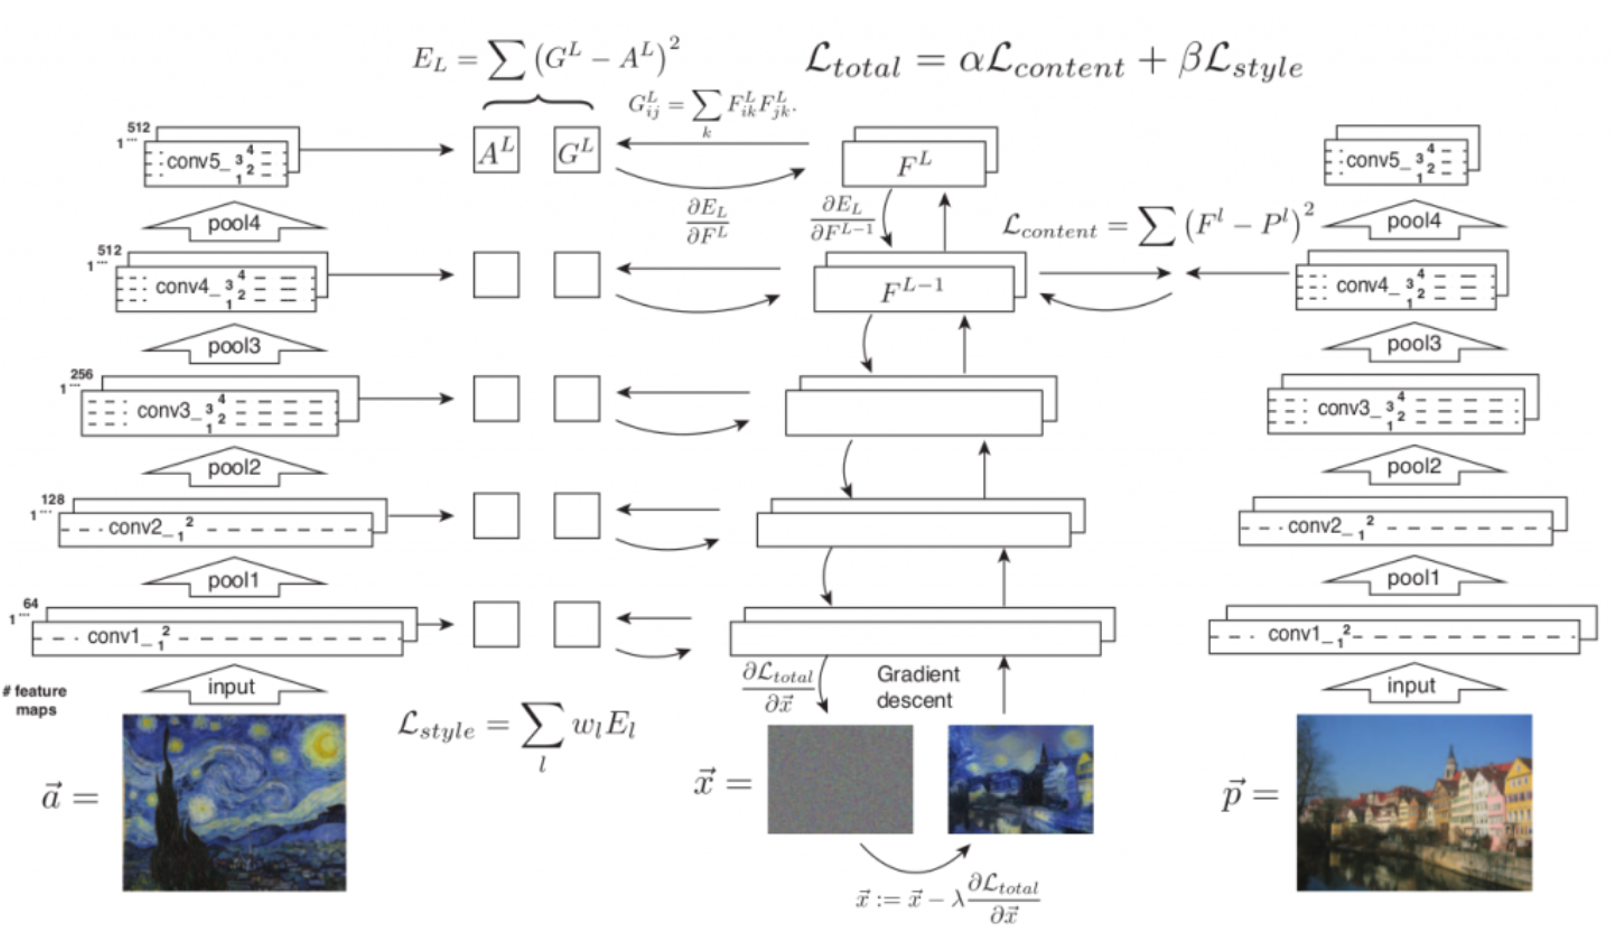 E_L = ∑ (G^L − A^L)^2
ℒ_total = αℒ_content + βℒ_style
G^L_ij = ∑_k F^L_ik F^L_jk.
512
1...
conv5_ 1 2 3 4
A^L
G^L
F^L
conv5_ 1 2 3 4
∂E_L/∂F^L
∂E_L/∂F^{L−1}
ℒ_content = ∑ (F^l − P^l)^2
pool4
pool4
512
1...
conv4_ 1 2 3 4
F^{L−1}
conv4_ 1 2 3 4
pool3
pool3
256
1...
conv3_ 1 2 3 4
conv3_ 1 2 3 4
pool2
pool2
128
1...
conv2_ 1 2
conv2_ 1 2
pool1
pool1
64
1...
conv1_ 1 2
conv1_ 1 2
# feature
maps
input
∂ℒ_total/∂x⃗
Gradient
descent
input
ℒ_style = ∑_l w_l E_l
a⃗ =
x⃗ =
p⃗ =
x⃗ := x⃗ − λ ∂ℒ_total/∂x⃗